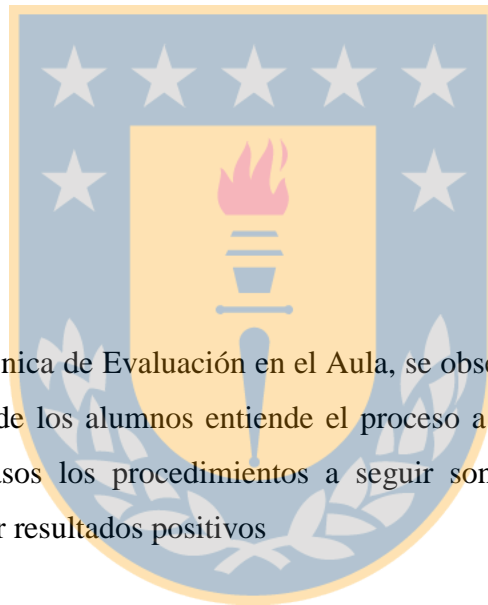 nica de Evaluación en el Aula, se obse
de los alumnos entiende el proceso a
sos los procedimientos a seguir son
r resultados positivos